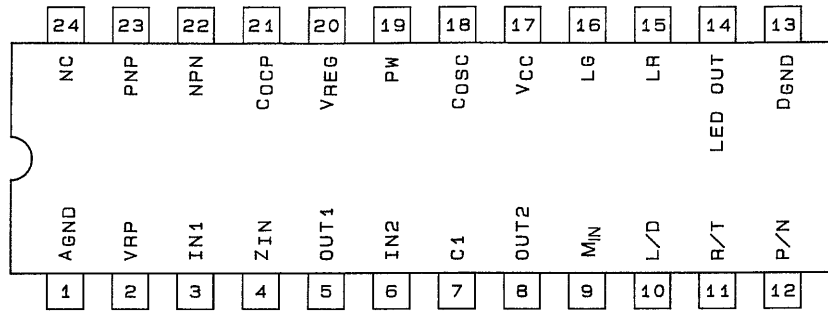 24 23 22 21 20 19 18 17 16 15 14 13
NC PNP NPN COCP VREG PW COSC VCC LG LR LED OUT DGND
AGND VRP IN1 ZIN OUT1 IN2 C1 OUT2 MIN L/D R/T P/N
1 2 3 4 5 6 7 8 9 10 11 12